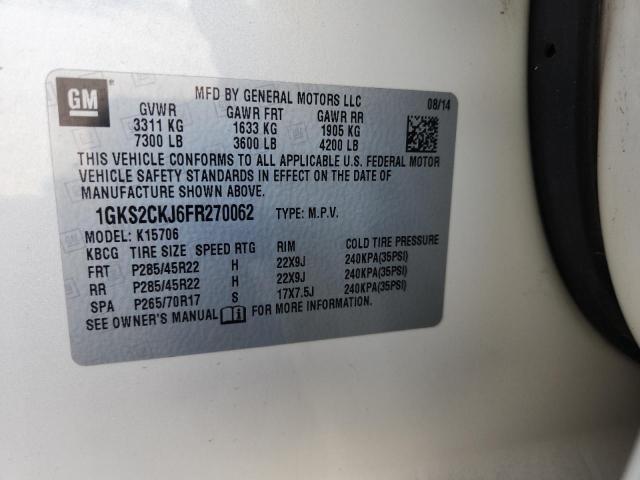 GM
MFD BY GENERAL MOTORS LLC
08/14
GVWR GAWR FRT GAWR RR
3311 KG 1633 KG 1905 KG
7300 LB 3600 LB 4200 LB
THIS VEHICLE CONFORMS TO ALL APPLICABLE U.S. FEDERAL MOTOR
VEHICLE SAFETY STANDARDS IN EFFECT ON THE DATE OF
MANUFACTURE SHOWN ABOVE.
1GKS2CKJ6FR270062 TYPE: M.P.V.
MODEL: K15706
KBCG TIRE SIZE SPEED RTG RIM COLD TIRE PRESSURE
FRT P285/45R22 H 22X9J 240KPA(35PSI)
RR P285/45R22 H 22X9J 240KPA(35PSI)
SPA P265/70R17 S 17X7.5J 240KPA(35PSI)
SEE OWNER'S MANUAL FOR MORE INFORMATION.